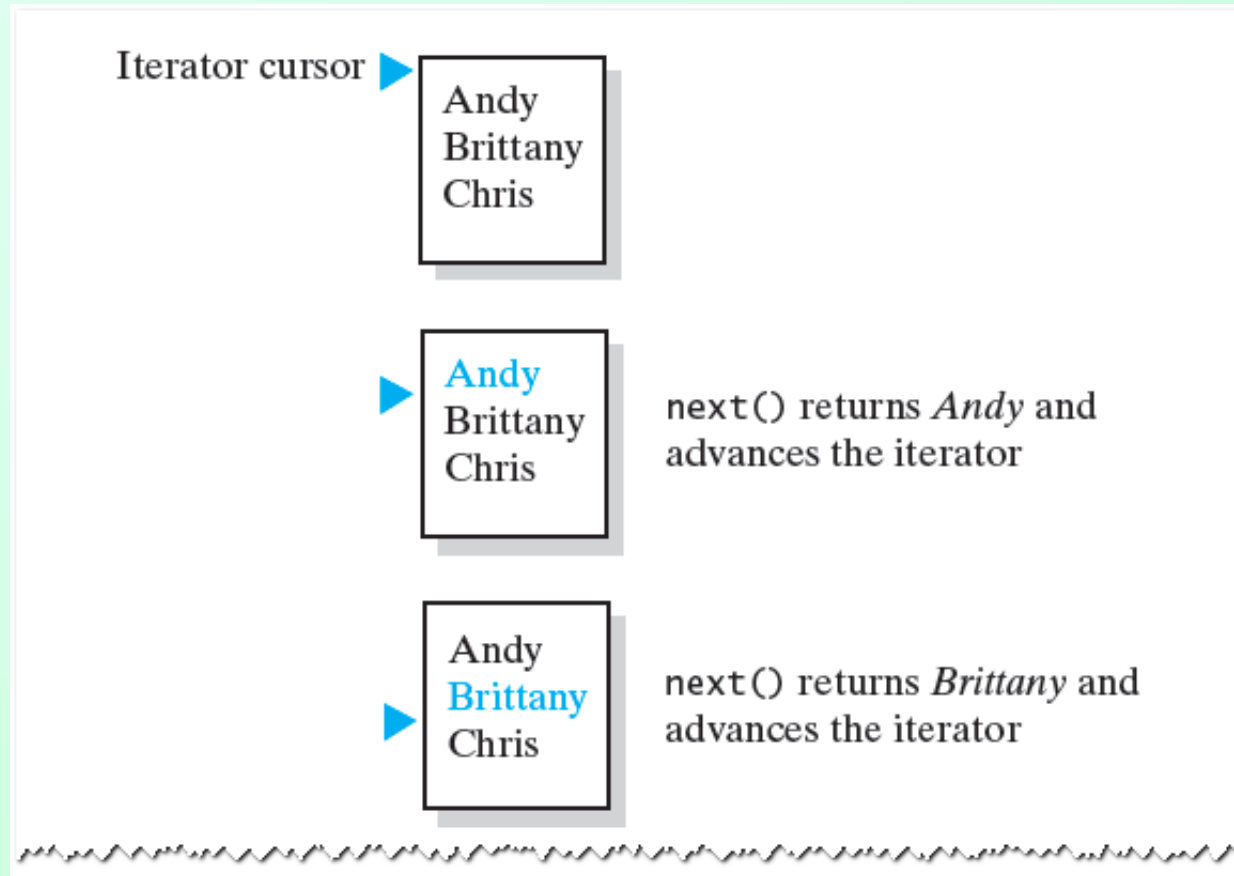 Iterator cursor
Andy
Brittany
Chris
Andy
Brittany
Chris
next() returns Andy and
advances the iterator
Andy
Brittany
Chris
next() returns Brittany and
advances the iterator